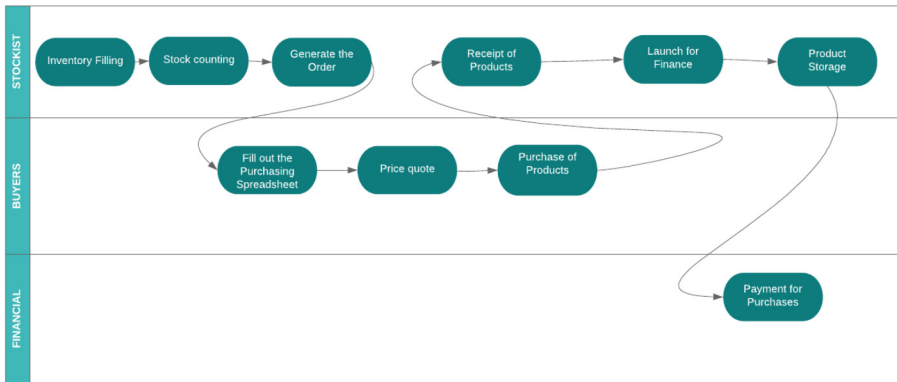 STOCKIST
Inventory Filling
Stock counting
Generate the
Order
Receipt of
Products
Launch for
Finance
Product
Storage
BUYERS
Fill out the
Purchasing
Spreadsheet
Price quote
Purchase of
Products
FINANCIAL
Payment for
Purchases